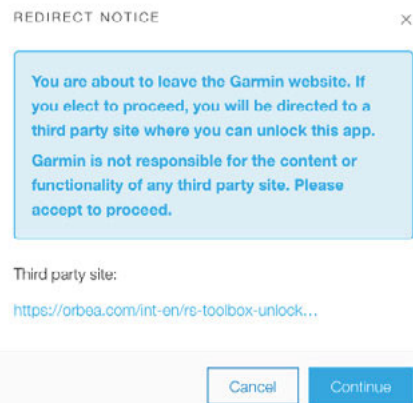 REDIRECT NOTICE
You are about to leave the Garmin website. If
you elect to proceed, you will be directed to a
third party site where you can unlock this app.
Garmin is not responsible for the content or
functionality of any third party site. Please
accept to proceed.
Third party site:
https://orbea.com/int-en/rs-toolbox-unlock...
Cancel
Continue